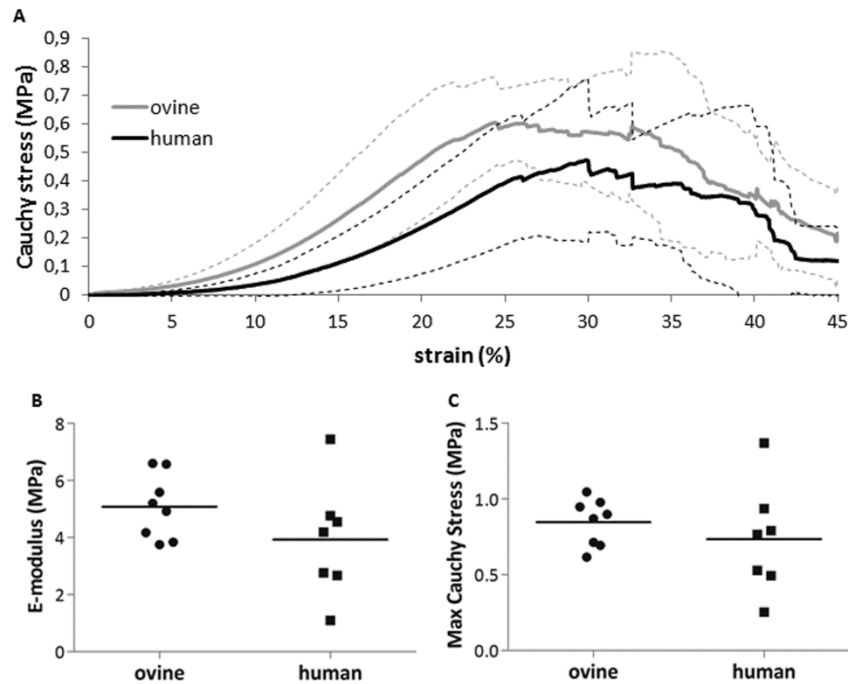 A
0,9
0,8
0,7
0,6
0,5
0,4
0,3
0,2
0,1
0
Cauchy stress (MPa)
ovine
human
0 5 10 15 20 25 30 35 40 45
strain (%)
B
8
6
4
2
0
E-modulus (MPa)
ovine human
C
1.5
1.0
0.5
0.0
Max Cauchy Stress (MPa)
ovine human